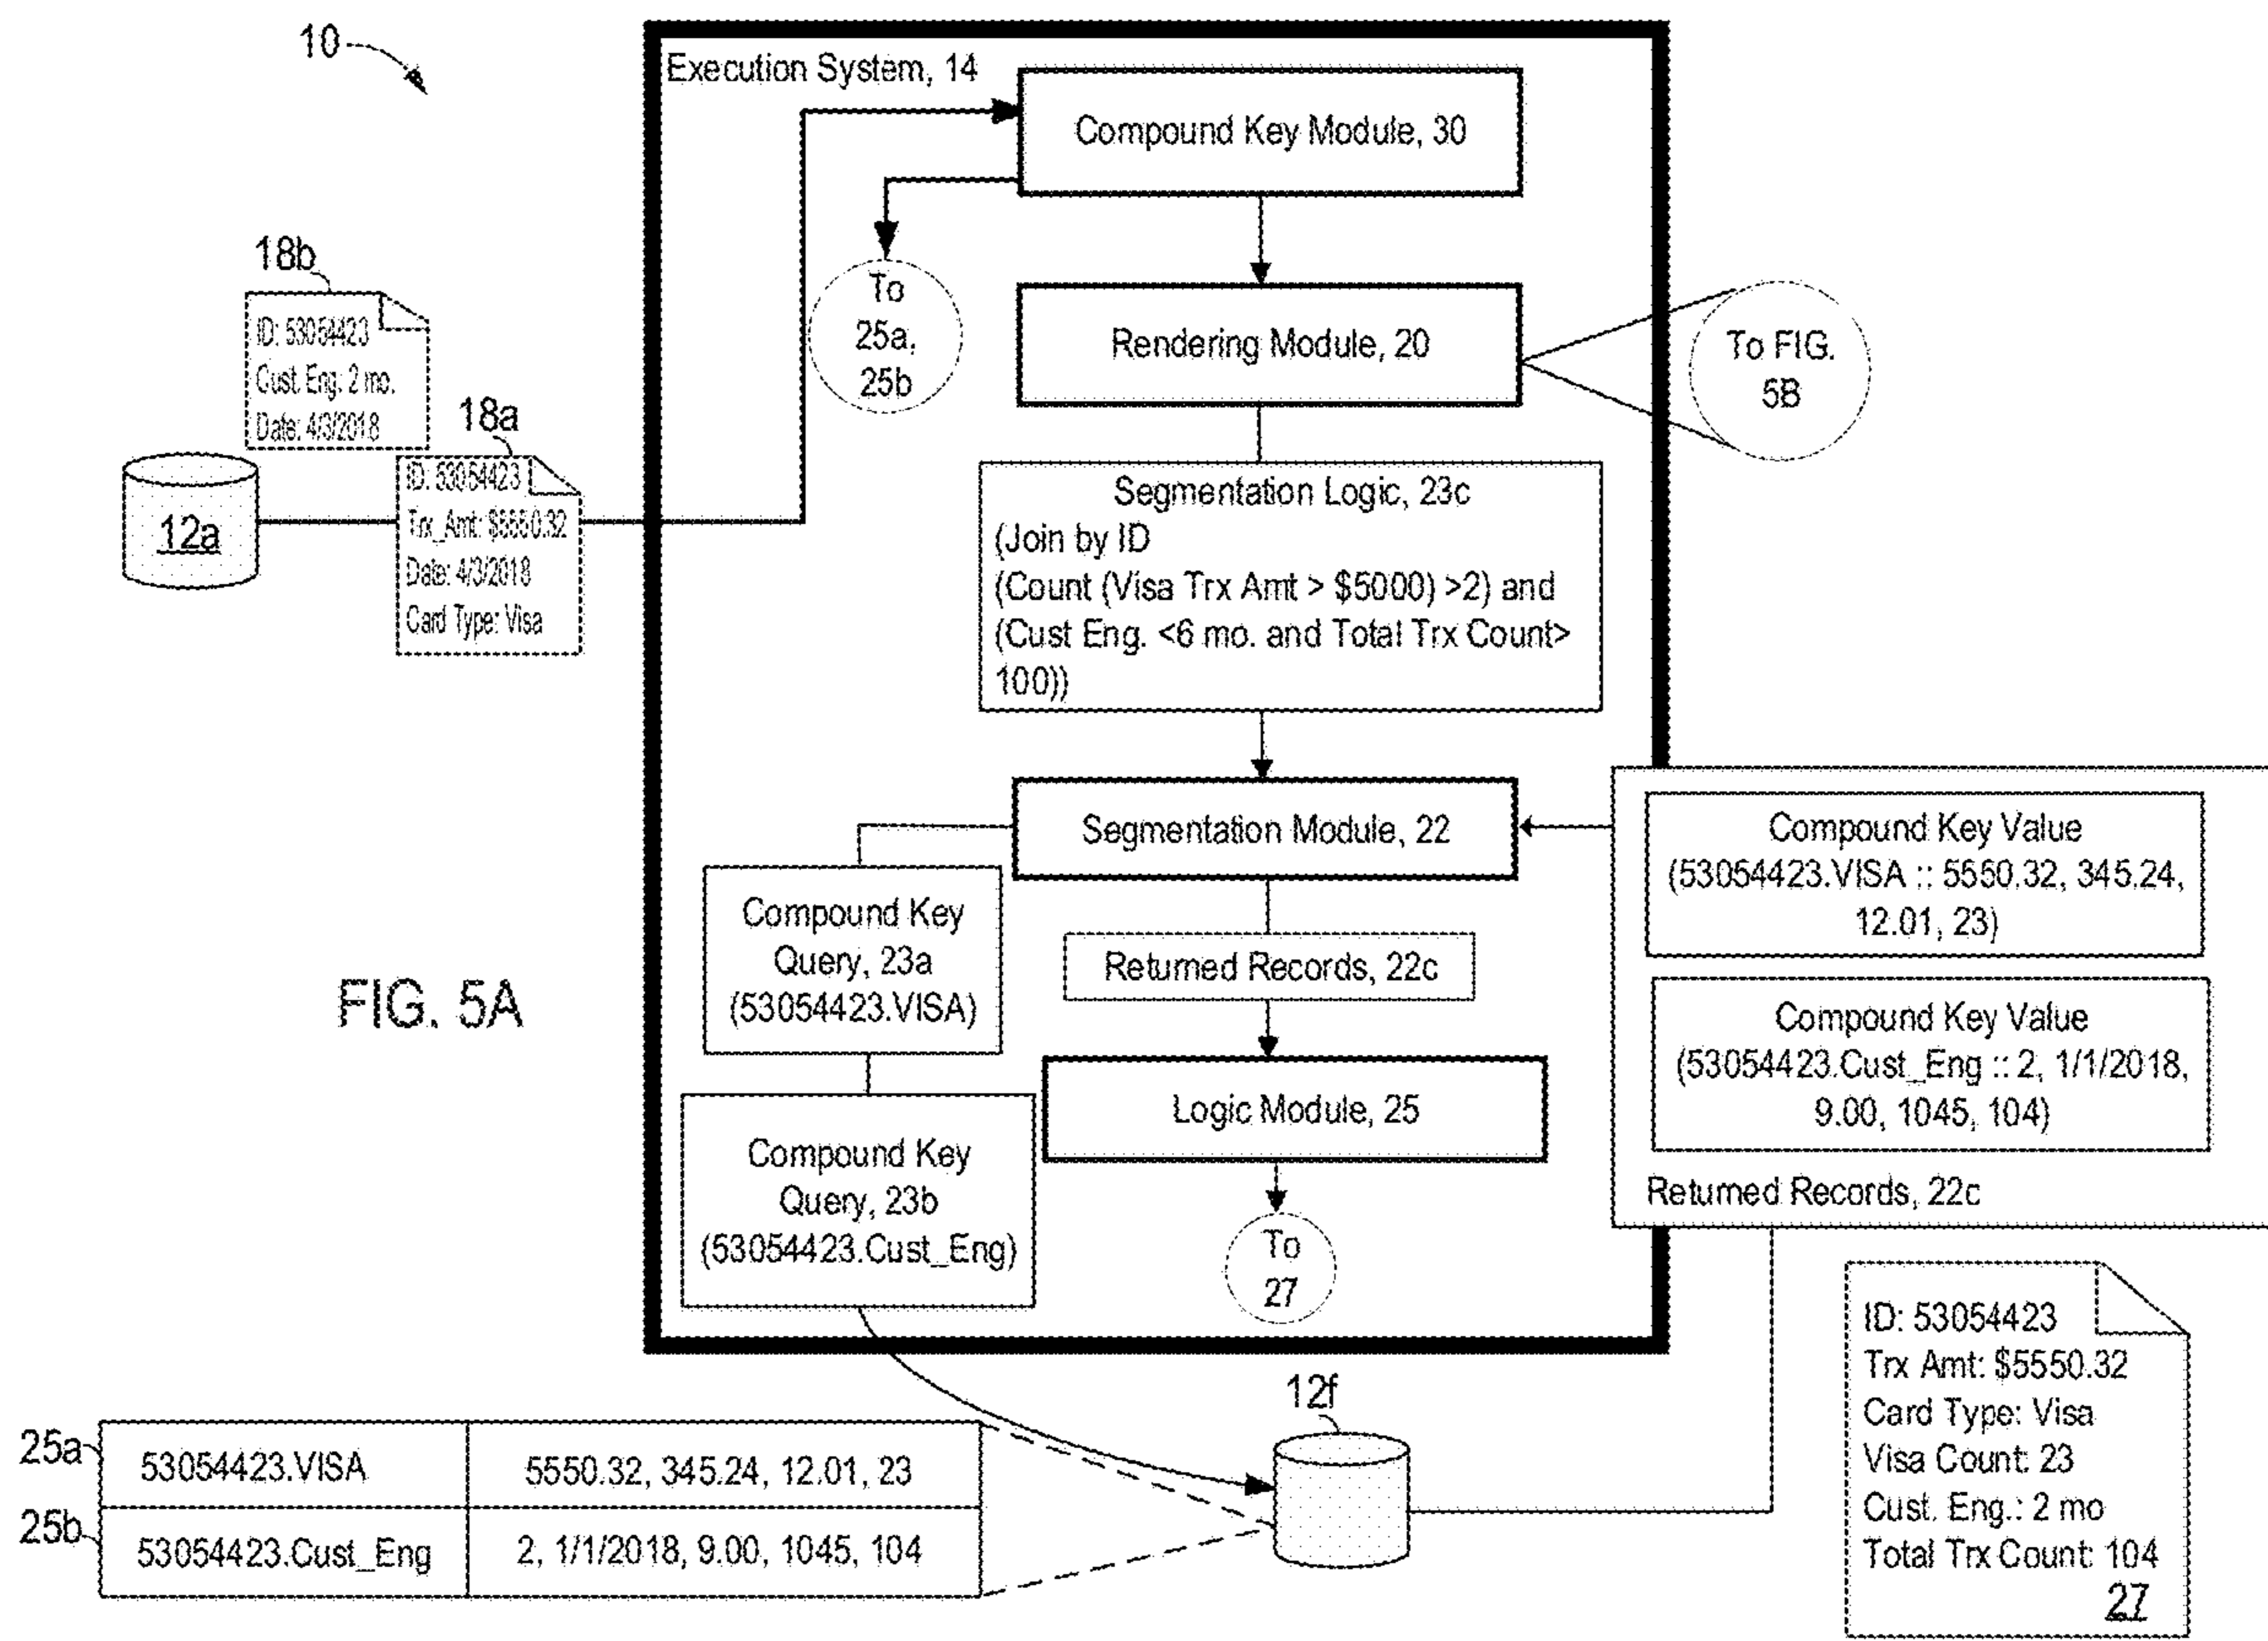 10
Execution System, 14
Compound Key Module, 30
To
25a,
25b
Rendering Module, 20
To FIG.
5B
18b
ID: 53054423
Cust. Eng: 2 mo.
Date: 4/3/2018
18a
ID: 53054423
Trx_Amt: $5550.32
Date: 4/3/2018
Card Type: Visa
12a
Segmentation Logic, 23c
(Join by ID
(Count (Visa Trx Amt > $5000) >2) and
(Cust Eng. <6 mo. and Total Trx Count>
100))
Segmentation Module, 22
Compound Key Value
(53054423.VISA :: 5550.32, 345.24,
12.01, 23)
Compound Key Value
(53054423.Cust_Eng :: 2, 1/1/2018,
9.00, 1045, 104)
Returned Records, 22c
Compound Key
Query, 23a
(53054423.VISA)
Returned Records, 22c
FIG. 5A
Logic Module, 25
Compound Key
Query, 23b
(53054423.Cust_Eng)
To
27
12f
25a
53054423.VISA 5550.32, 345.24, 12.01, 23
25b
53054423.Cust_Eng 2, 1/1/2018, 9.00, 1045, 104
ID: 53054423
Trx Amt: $5550.32
Card Type: Visa
Visa Count: 23
Cust. Eng.: 2 mo
Total Trx Count: 104
27